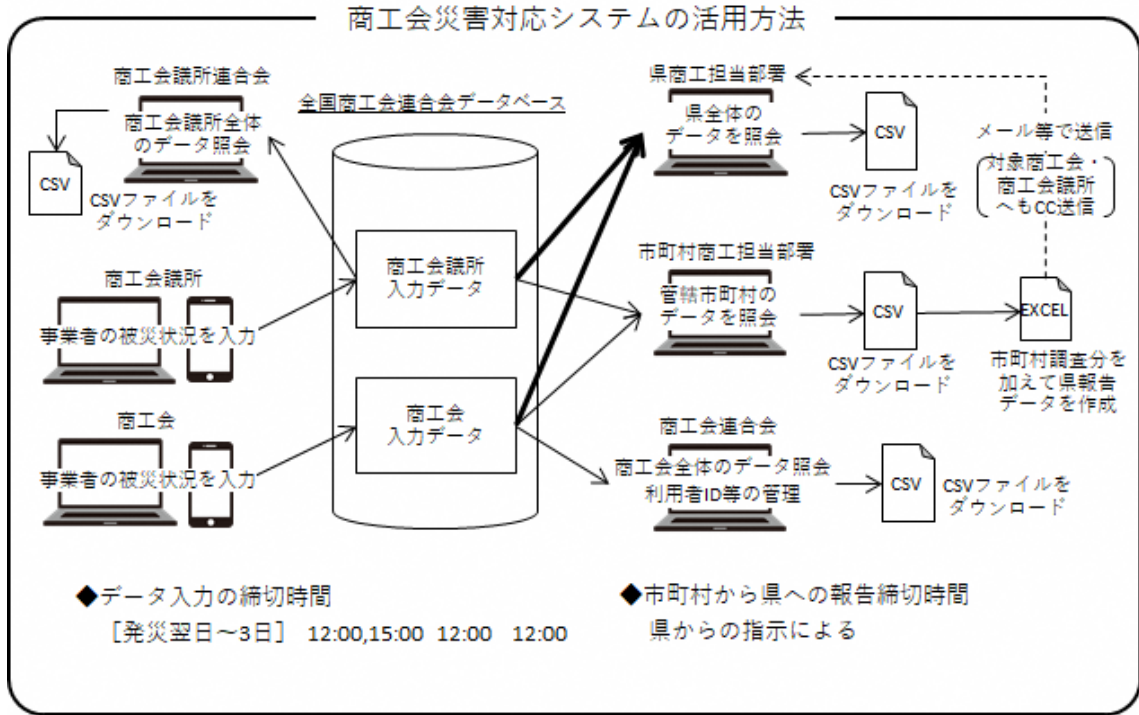 商工会災害対応システムの活用方法
商工会議所連合会
商工会議所全体
のデータ照会
CSV
CSVファイルを
ダウンロード
商工会議所
事業者の被災状況を入力
商工会
事業者の被災状況を入力
全国商工会連合会データベース
商工会議所
入力データ
商工会
入力データ
県商工担当部署
県全体の
データを照会
CSV
CSVファイルを
ダウンロード
メール等で送信
対象商工会・
商工会議所
へもCC送信
市町村商工担当部署
管轄市町村の
データを照会
CSV
CSVファイルを
ダウンロード
EXCEL
市町村調査分を
加えて県報告
データを作成
商工会連合会
商工会全体のデータ照会
利用者ID等の管理
CSV
CSVファイルを
ダウンロード
◆データ入力の締切時間
［発災翌日～3日］ 12:00,15:00 12:00 12:00
◆市町村から県への報告締切時間
県からの指示による